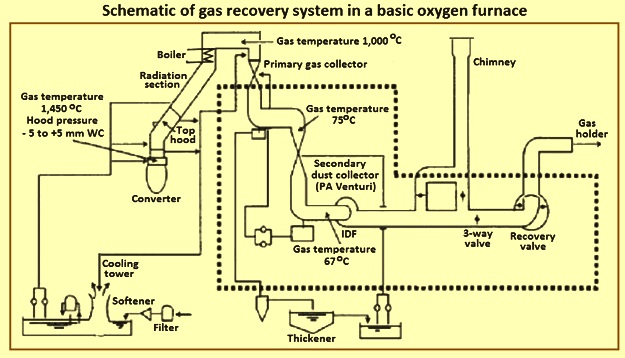 Schematic of gas recovery system in a basic oxygen furnace
Gas temperature 1,000 °C
Boiler
Primary gas collector
Chimney
Radiation
section
Gas temperature
1,450 °C
Hood pressure
- 5 to +5 mm WC
Top
hood
Gas temperature
75°C
Gas
holder
Secondary
dust collector
(PA Venturi)
Converter
IDF
Gas temperature
67°C
3-way
valve
Recovery
valve
Cooling
tower
Softener
Filter
Thickener